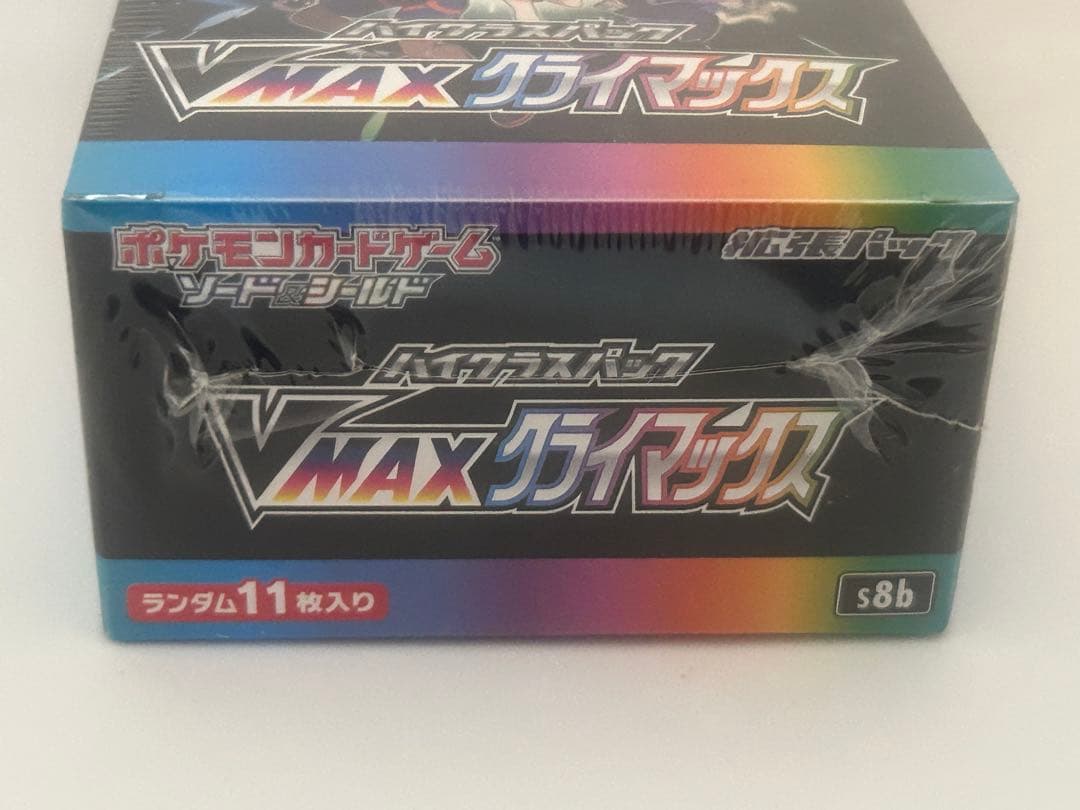 ハイクラスパック
VMAXクライマックス
ポケモンカードゲーム
ソード&シールド
拡張パック
ハイクラスパック
VMAXクライマックス
ランダム11枚入り
s8b